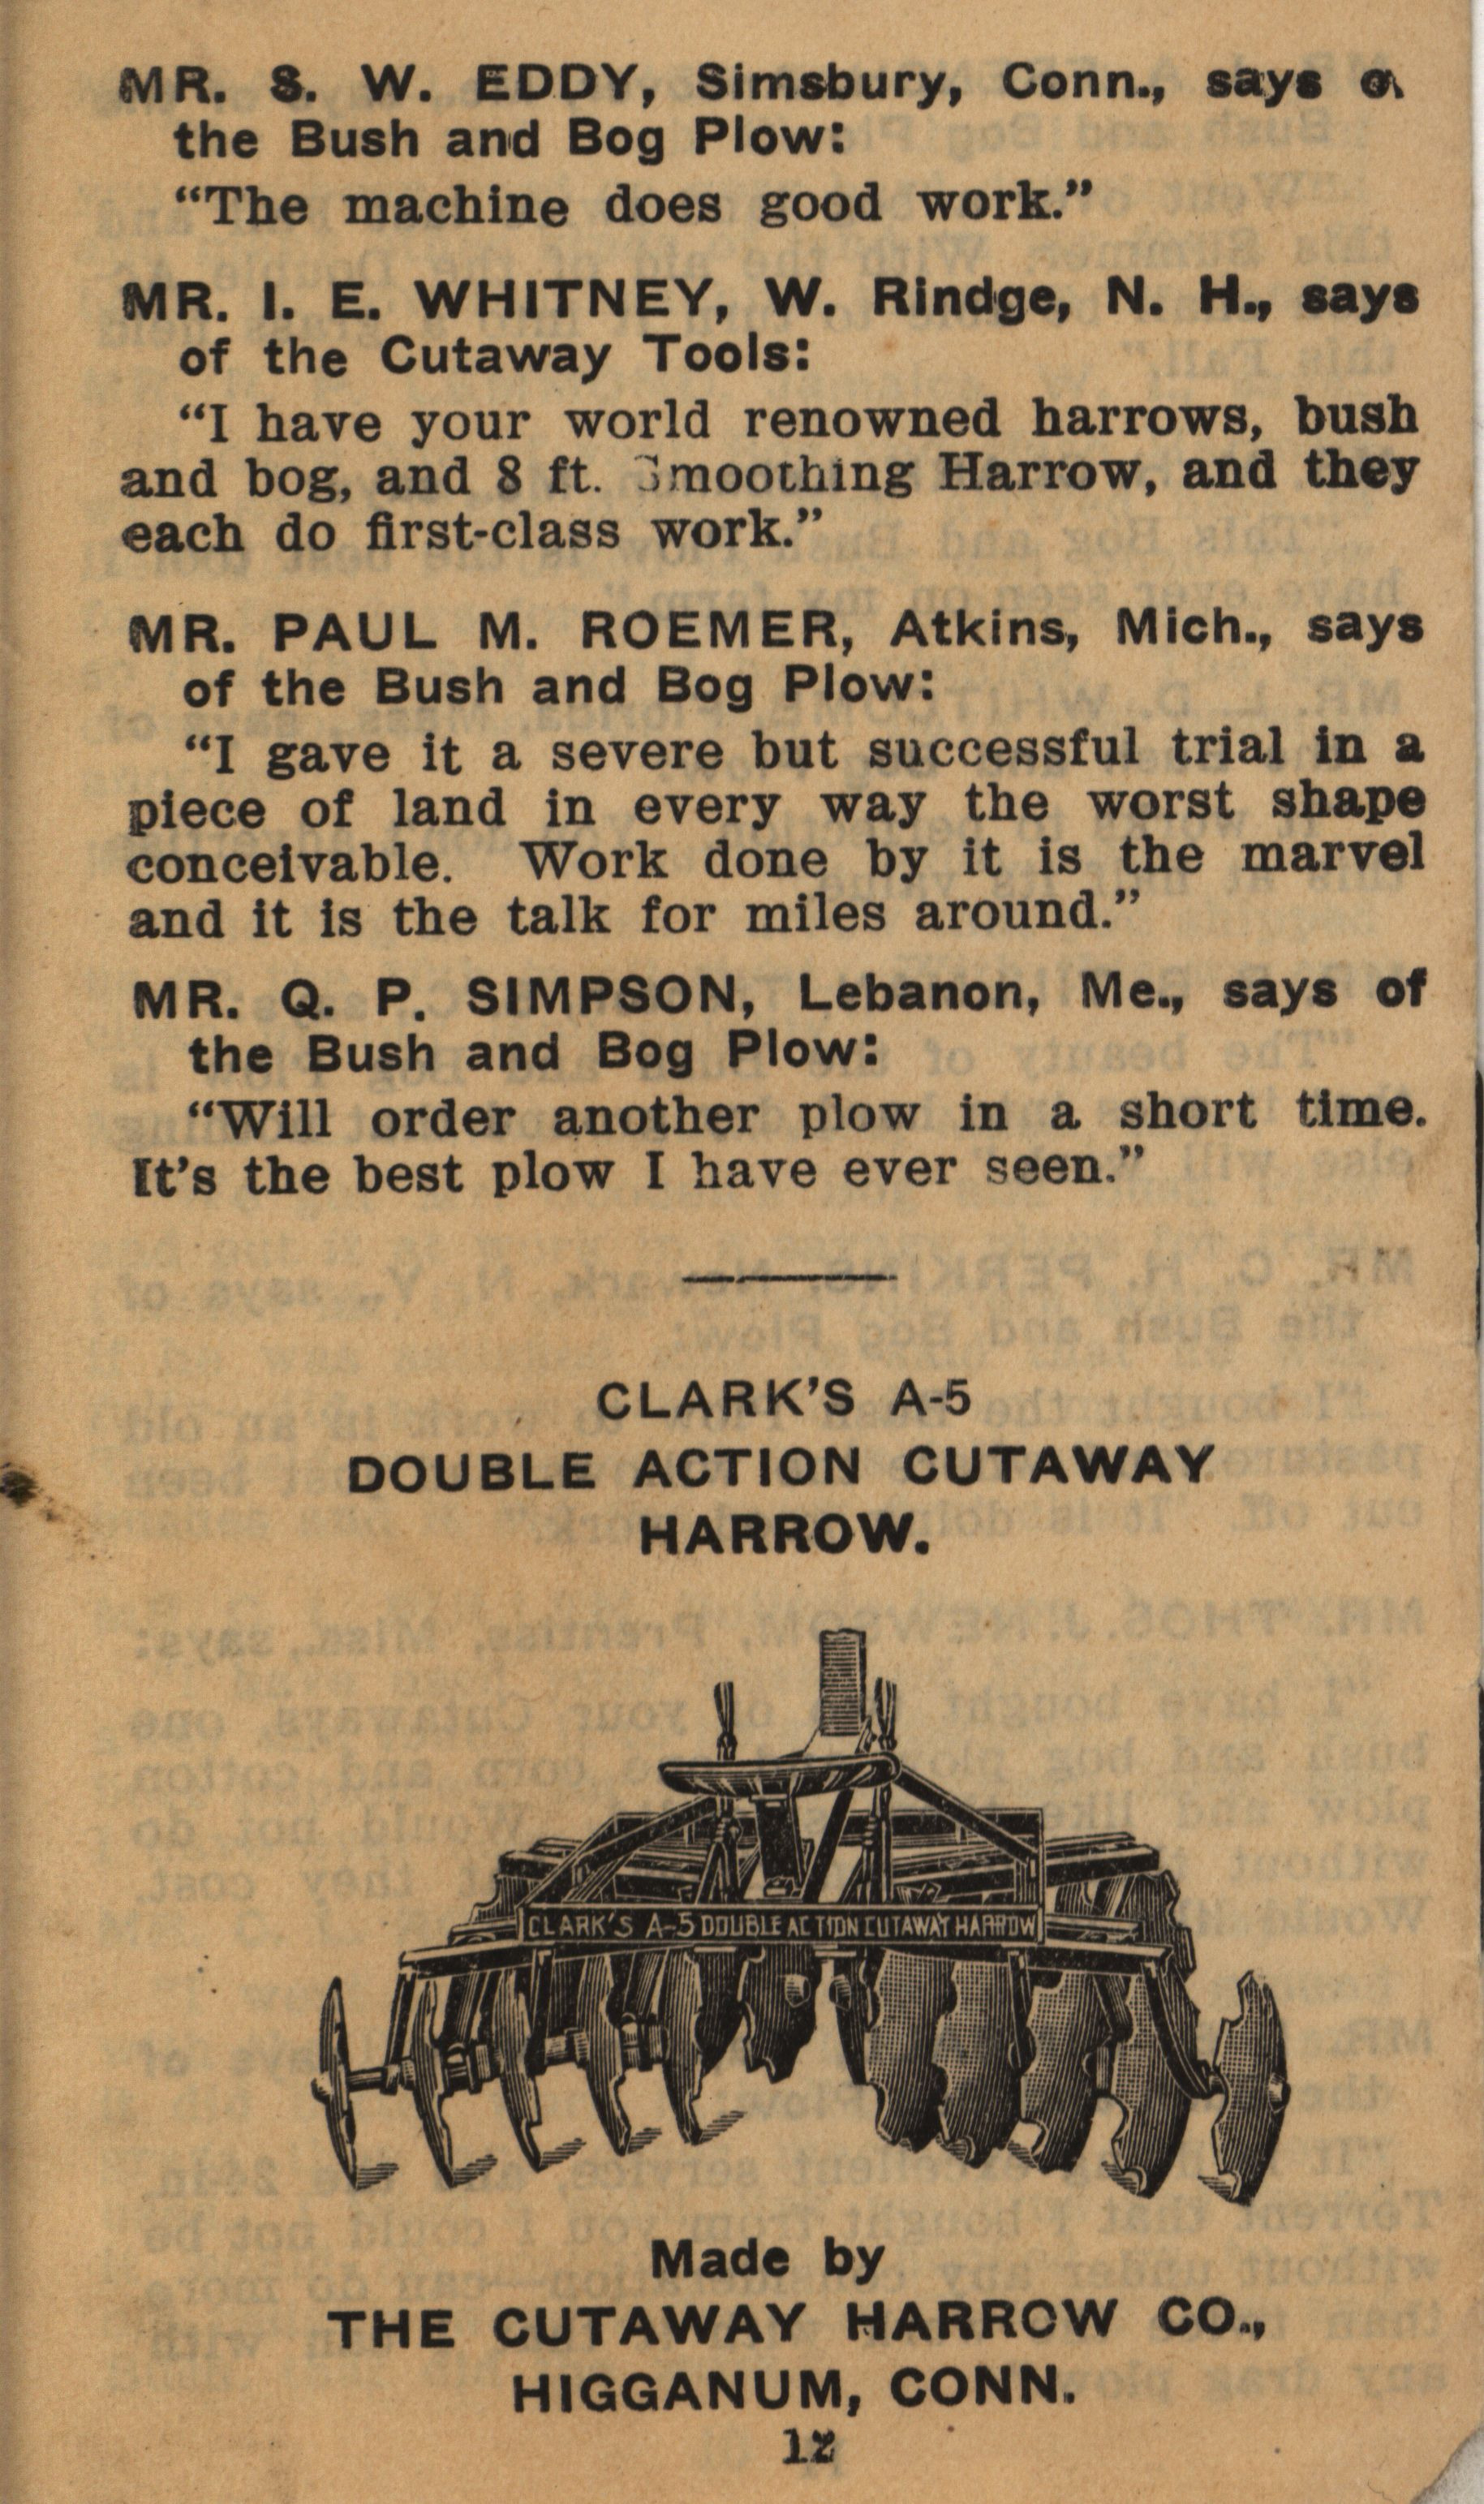 MR. S. W. EDDY, Simsbury, Conn., says
the Bush and Bog Plow:
“The machine does good work.”
MR. I. E. WHITNEY, W. Rindge, N. H., says
of the Cutaway Tools:
“I have your world renowned harrows, bush
and bog, and 8 ft. Smoothing Harrow, and they
each do first-class work.”
MR. PAUL M. ROEMER, Atkins, Mich., says
of the Bush and Bog Plow:
“I gave it a severe but successful trial in a
piece of land in every way the worst shape
conceivable. Work done by it is the marvel
and it is the talk for miles around.”
MR. Q. P. SIMPSON, Lebanon, Me., says of
the Bush and Bog Plow:
“Will order another plow in a short time.
It’s the best plow I have ever seen.”
CLARK’S A-5
DOUBLE ACTION CUTAWAY
HARROW.
CLARK’S A-5 DOUBLE ACTION CUTAWAY HARROW
Made by
THE CUTAWAY HARROW CO.,
HIGGANUM, CONN.
12